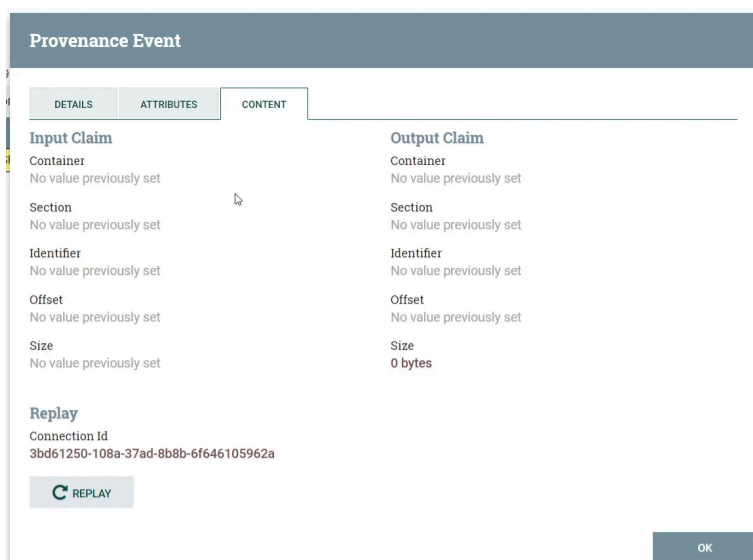 Provenance Event
DETAILS
ATTRIBUTES
CONTENT
Input Claim
Container
No value previously set
Section
No value previously set
Identifier
No value previously set
Offset
No value previously set
Size
No value previously set
Output Claim
Container
No value previously set
Section
No value previously set
Identifier
No value previously set
Offset
No value previously set
Size
0 bytes
Replay
Connection Id
3bd61250-108a-37ad-8b8b-6f646105962a
REPLAY
OK